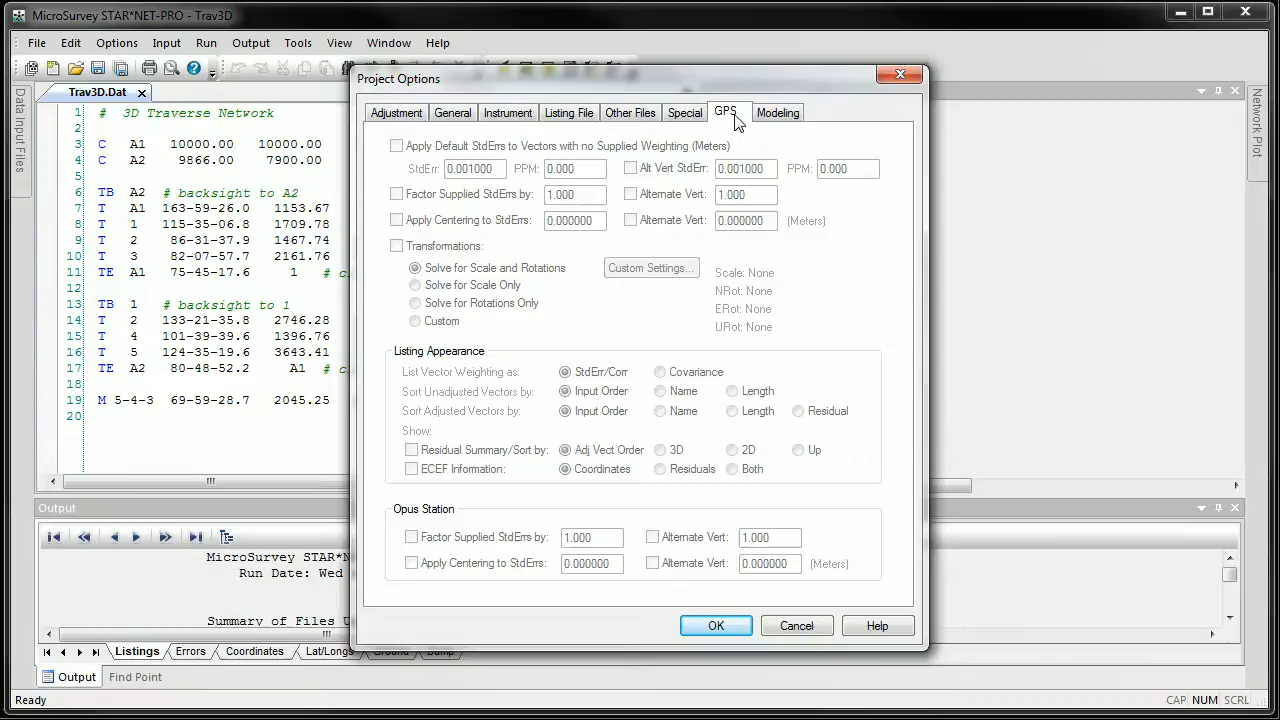 MicroSurvey STAR*NET-PRO - Trav3D
File Edit Options Input Run Output Tools View Window Help
Trav3D.Dat
Data Input Files
Network Plot
1 # 3D Traverse Network
2
3 C A1 10000.00 10000.00
4 C A2 9866.00 7900.00
5
6 TB A2 # backsight to A2
7 T A1 163-59-26.0 1153.67
8 T 1 115-35-06.8 1709.78
9 T 2 86-31-37.9 1467.74
10 T 3 82-07-57.7 2161.76
11 TE A1 75-45-17.6 1 #
12
13 TB 1 # backsight to 1
14 T 2 133-21-35.8 2746.28
15 T 4 101-39-39.6 1396.76
16 T 5 124-35-19.6 3643.41
17 TE A2 80-48-52.2 A1 #
18
19 M 5-4-3 69-59-28.7 2045.25
20
Project Options
Adjustment General Instrument Listing File Other Files Special GPS Modeling
Apply Default StdErrs to Vectors with no Supplied Weighting (Meters)
StdErr: 0.001000 PPM: 0.000 Alt Vert StdErr: 0.001000 PPM: 0.000
Factor Supplied StdErrs by: 1.000 Alternate Vert: 1.000
Apply Centering to StdErrs: 0.000000 Alternate Vert: 0.000000 (Meters)
Transformations:
Solve for Scale and Rotations Custom Settings... Scale: None
Solve for Scale Only NRot: None
Solve for Rotations Only ERot: None
Custom URot: None
Listing Appearance
List Vector Weighting as: StdErr/Corr Covariance
Sort Unadjusted Vectors by: Input Order Name Length
Sort Adjusted Vectors by: Input Order Name Length Residual
Show:
Residual Summary/Sort by: Adj Vect Order 3D 2D Up
ECEF Information: Coordinates Residuals Both
Opus Station
Factor Supplied StdErrs by: 1.000 Alternate Vert: 1.000
Apply Centering to StdErrs: 0.000000 Alternate Vert: 0.000000 (Meters)
OK Cancel Help
Output
MicroSurvey STAR*N
Run Date: Wed
Summary of Files
Listings Errors Coordinates Lat/Longs Ground Dump
Output Find Point
Ready CAP NUM SCRL